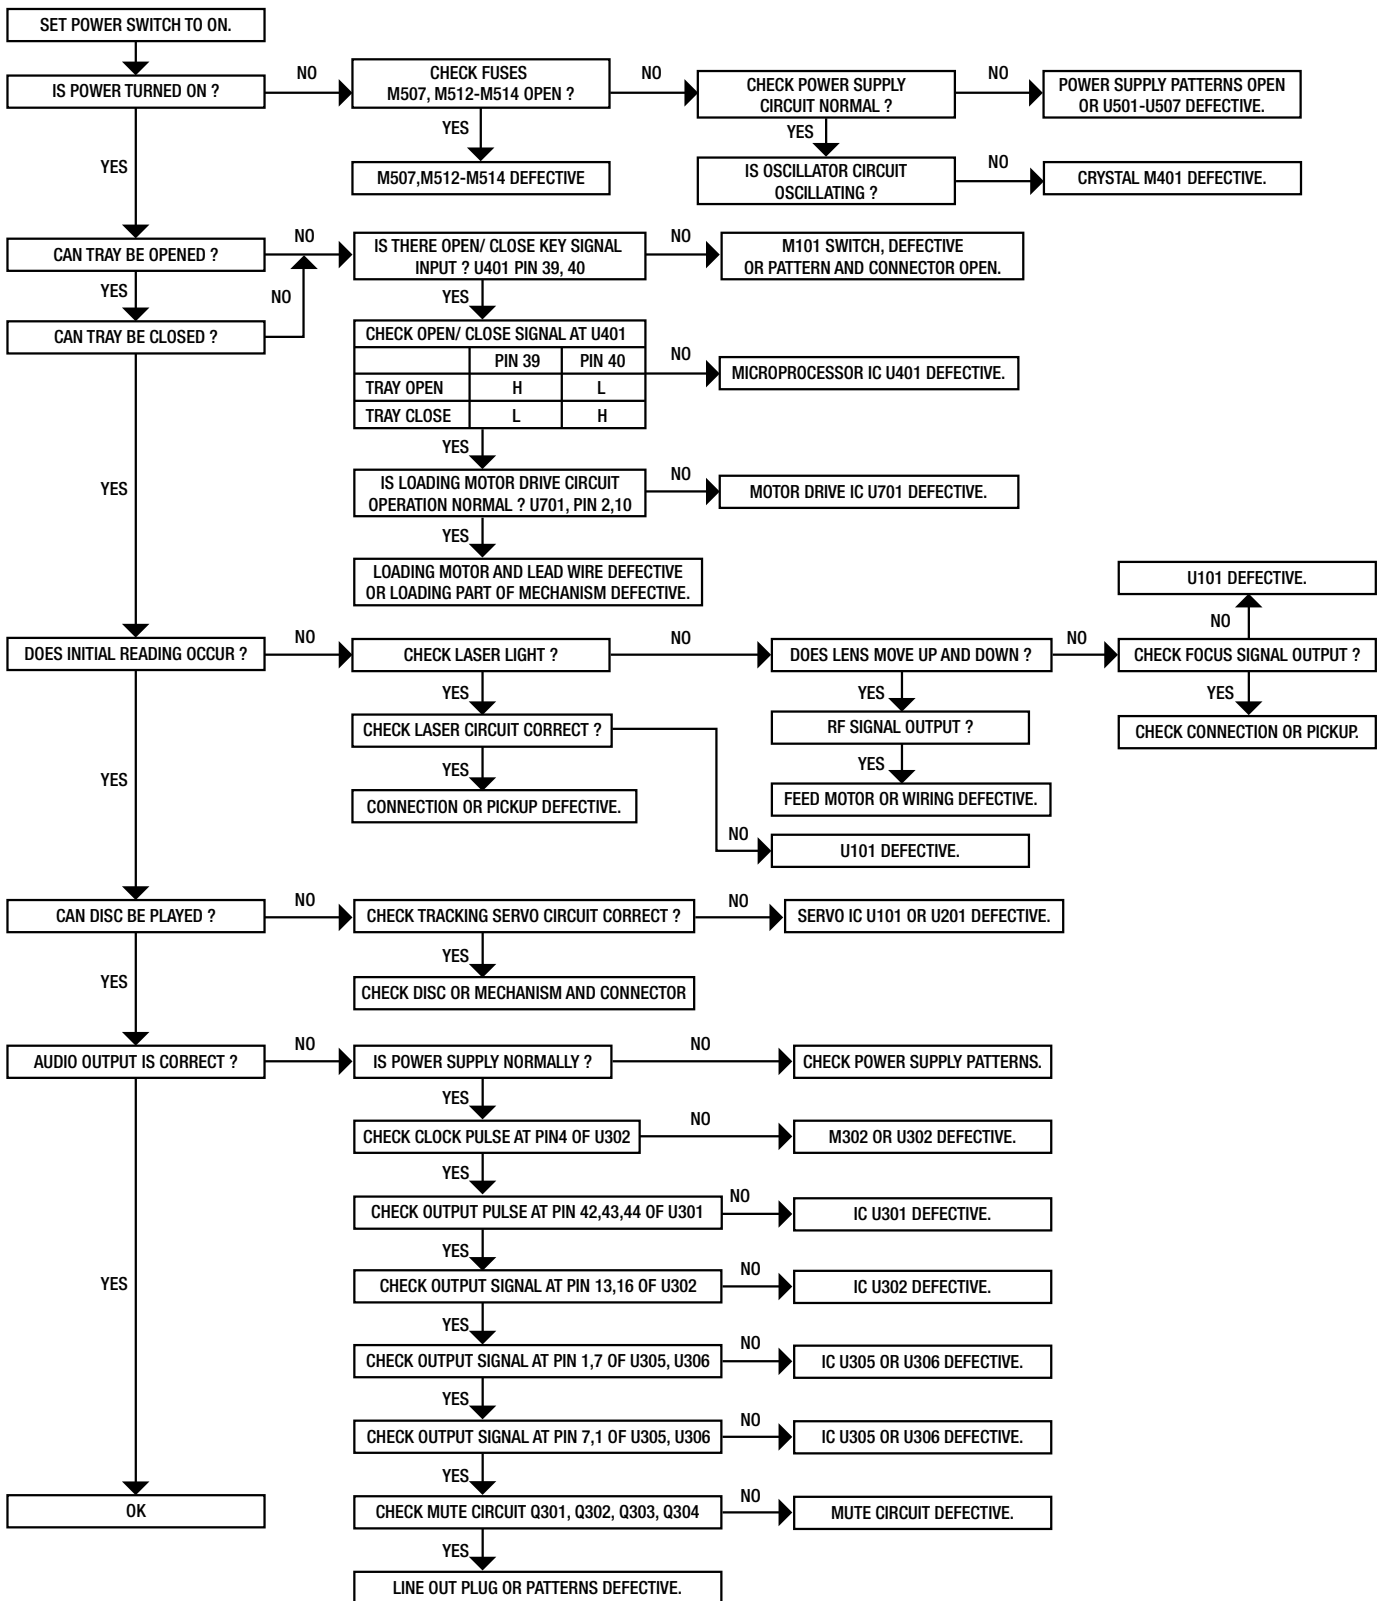 SET POWER SWITCH TO ON.
IS POWER TURNED ON ?
NO
CHECK FUSES
M507, M512-M514 OPEN ?
NO
CHECK POWER SUPPLY
CIRCUIT NORMAL ?
NO
POWER SUPPLY PATTERNS OPEN
OR U501-U507 DEFECTIVE.
YES
YES
YES
M507,M512-M514 DEFECTIVE
IS OSCILLATOR CIRCUIT
OSCILLATING ?
NO
CRYSTAL M401 DEFECTIVE.
CAN TRAY BE OPENED ?
NO
IS THERE OPEN/ CLOSE KEY SIGNAL
INPUT ? U401 PIN 39, 40
NO
M101 SWITCH, DEFECTIVE
OR PATTERN AND CONNECTOR OPEN.
YES
NO
YES
CAN TRAY BE CLOSED ?
CHECK OPEN/ CLOSE SIGNAL AT U401
PIN 39 PIN 40
TRAY OPEN H L
TRAY CLOSE L H
NO
MICROPROCESSOR IC U401 DEFECTIVE.
YES
YES
IS LOADING MOTOR DRIVE CIRCUIT
OPERATION NORMAL ? U701, PIN 2,10
NO
MOTOR DRIVE IC U701 DEFECTIVE.
YES
LOADING MOTOR AND LEAD WIRE DEFECTIVE
OR LOADING PART OF MECHANISM DEFECTIVE.
U101 DEFECTIVE.
NO
DOES INITIAL READING OCCUR ?
NO
CHECK LASER LIGHT ?
NO
DOES LENS MOVE UP AND DOWN ?
NO
CHECK FOCUS SIGNAL OUTPUT ?
YES
YES
YES
CHECK LASER CIRCUIT CORRECT ?
RF SIGNAL OUTPUT ?
CHECK CONNECTION OR PICKUP.
YES
YES
YES
CONNECTION OR PICKUP DEFECTIVE.
FEED MOTOR OR WIRING DEFECTIVE.
NO
U101 DEFECTIVE.
CAN DISC BE PLAYED ?
NO
CHECK TRACKING SERVO CIRCUIT CORRECT ?
NO
SERVO IC U101 OR U201 DEFECTIVE.
YES
YES
CHECK DISC OR MECHANISM AND CONNECTOR
AUDIO OUTPUT IS CORRECT ?
NO
IS POWER SUPPLY NORMALLY ?
NO
CHECK POWER SUPPLY PATTERNS.
YES
CHECK CLOCK PULSE AT PIN4 OF U302
NO
M302 OR U302 DEFECTIVE.
YES
CHECK OUTPUT PULSE AT PIN 42,43,44 OF U301
NO
IC U301 DEFECTIVE.
YES
YES
CHECK OUTPUT SIGNAL AT PIN 13,16 OF U302
NO
IC U302 DEFECTIVE.
YES
CHECK OUTPUT SIGNAL AT PIN 1,7 OF U305, U306
NO
IC U305 OR U306 DEFECTIVE.
YES
CHECK OUTPUT SIGNAL AT PIN 7,1 OF U305, U306
NO
IC U305 OR U306 DEFECTIVE.
YES
OK
CHECK MUTE CIRCUIT Q301, Q302, Q303, Q304
NO
MUTE CIRCUIT DEFECTIVE.
YES
LINE OUT PLUG OR PATTERNS DEFECTIVE.